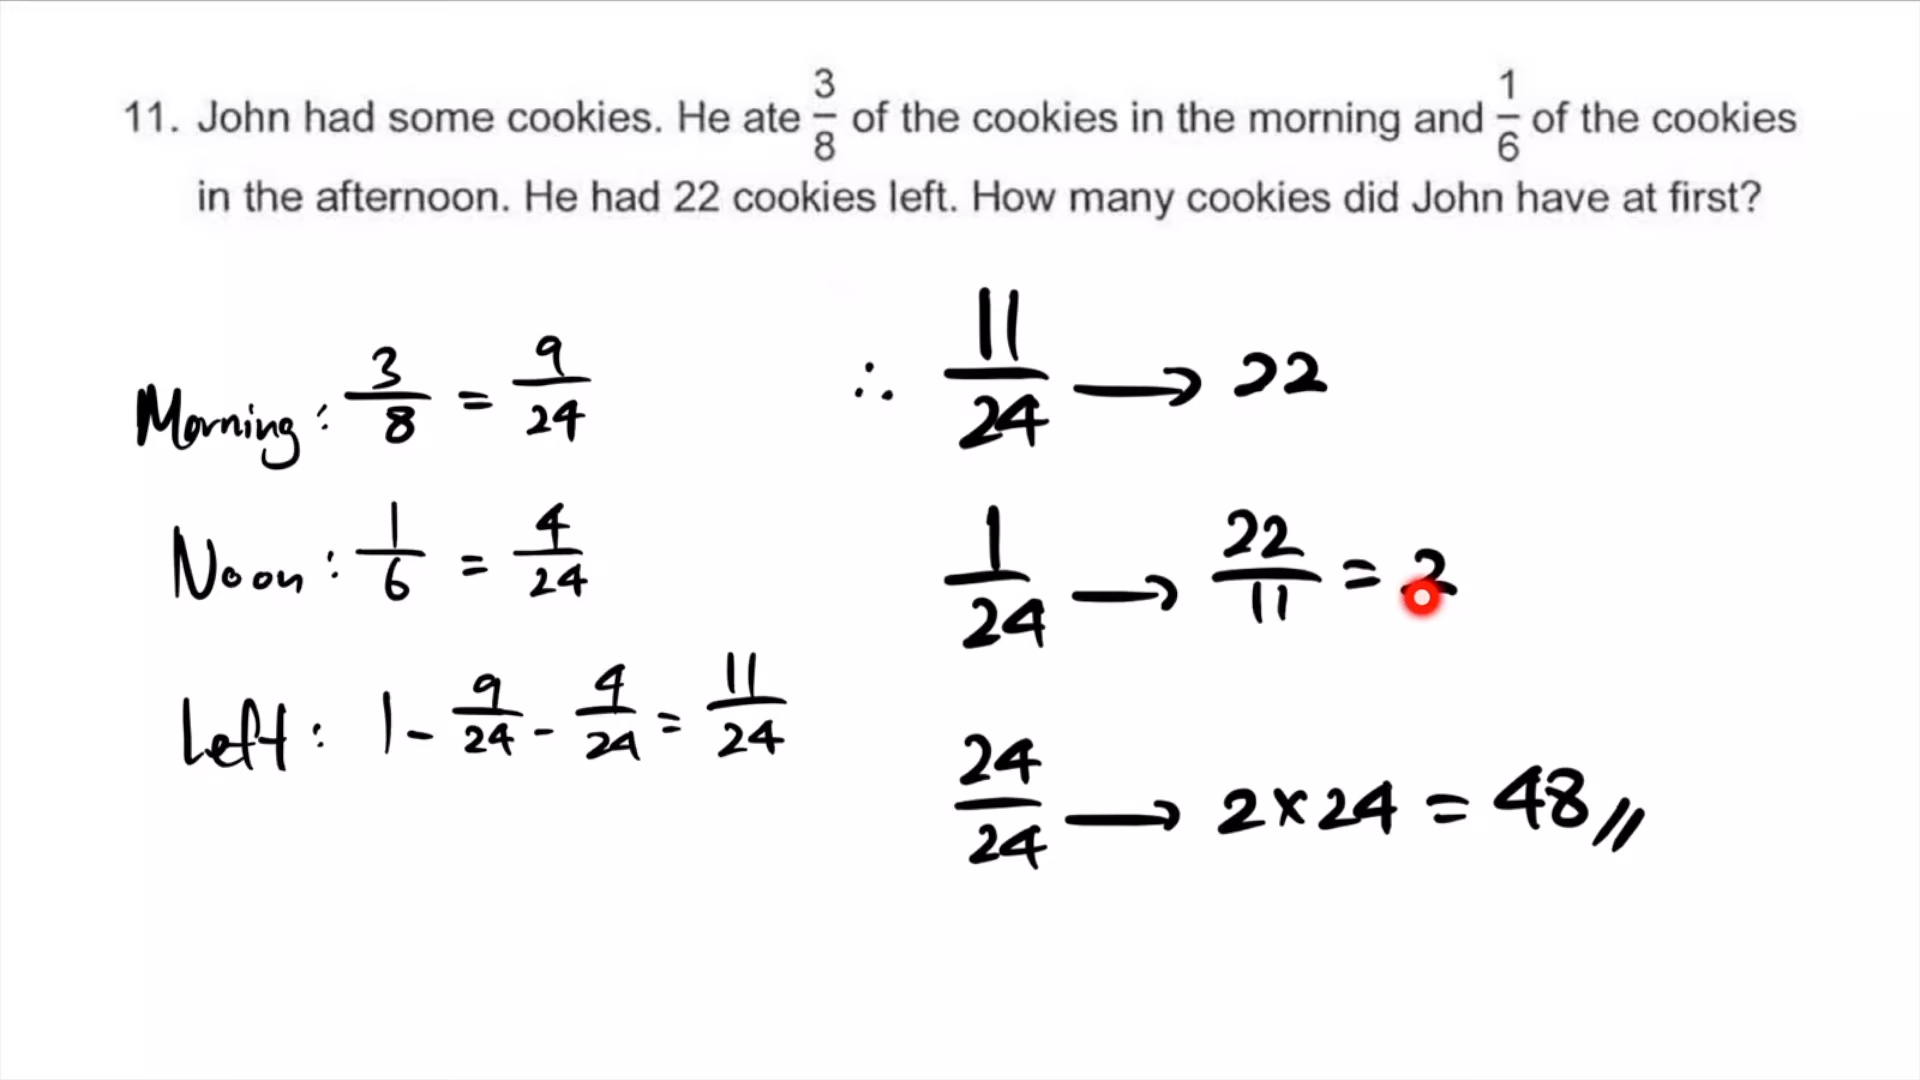 11. John had some cookies. He ate 3/8 of the cookies in the morning and 1/6 of the cookies
in the afternoon. He had 22 cookies left. How many cookies did John have at first?
Morning: 3/8 = 9/24
Noon: 1/6 = 4/24
Left: 1 - 9/24 - 4/24 = 11/24
∴ 11/24 → 22
1/24 → 22/11 = 2
24/24 → 2 × 24 = 48 //